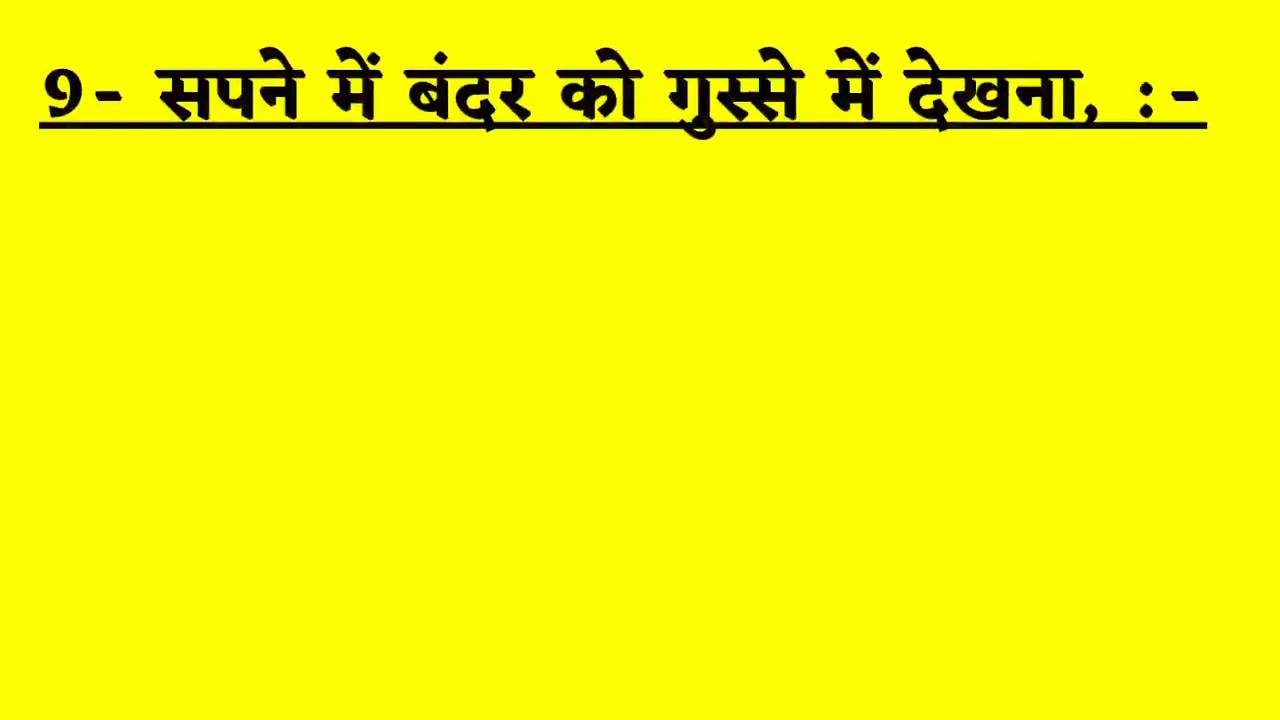 9- सपने में बंदर को गुस्से में देखना, :-